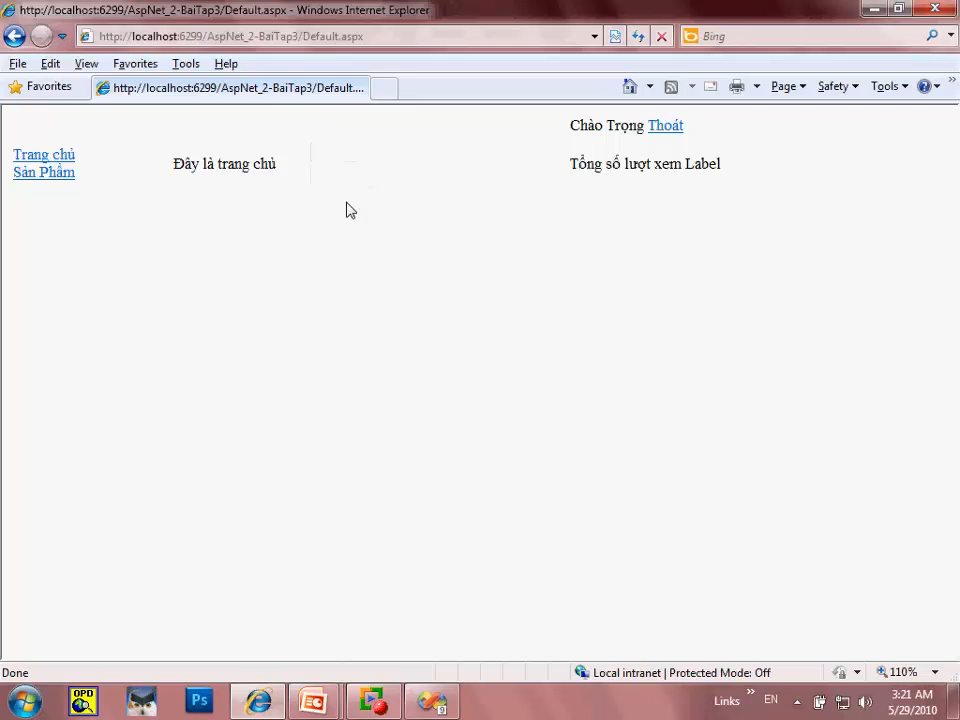 http://localhost:6299/AspNet_2-BaiTap3/Default.aspx - Windows Internet Explorer
http://localhost:6299/AspNet_2-BaiTap3/Default.aspx
Bing
File Edit View Favorites Tools Help
Favorites
http://localhost:6299/AspNet_2-BaiTap3/Default....
Page Safety Tools
Chào Trọng Thoát
Trang chủ
Sản Phẩm
Đây là trang chủ
Tổng số lượt xem Label
Done
Local intranet | Protected Mode: Off
110%
OPD
Ps
9
Links
EN
3:21 AM
5/29/2010